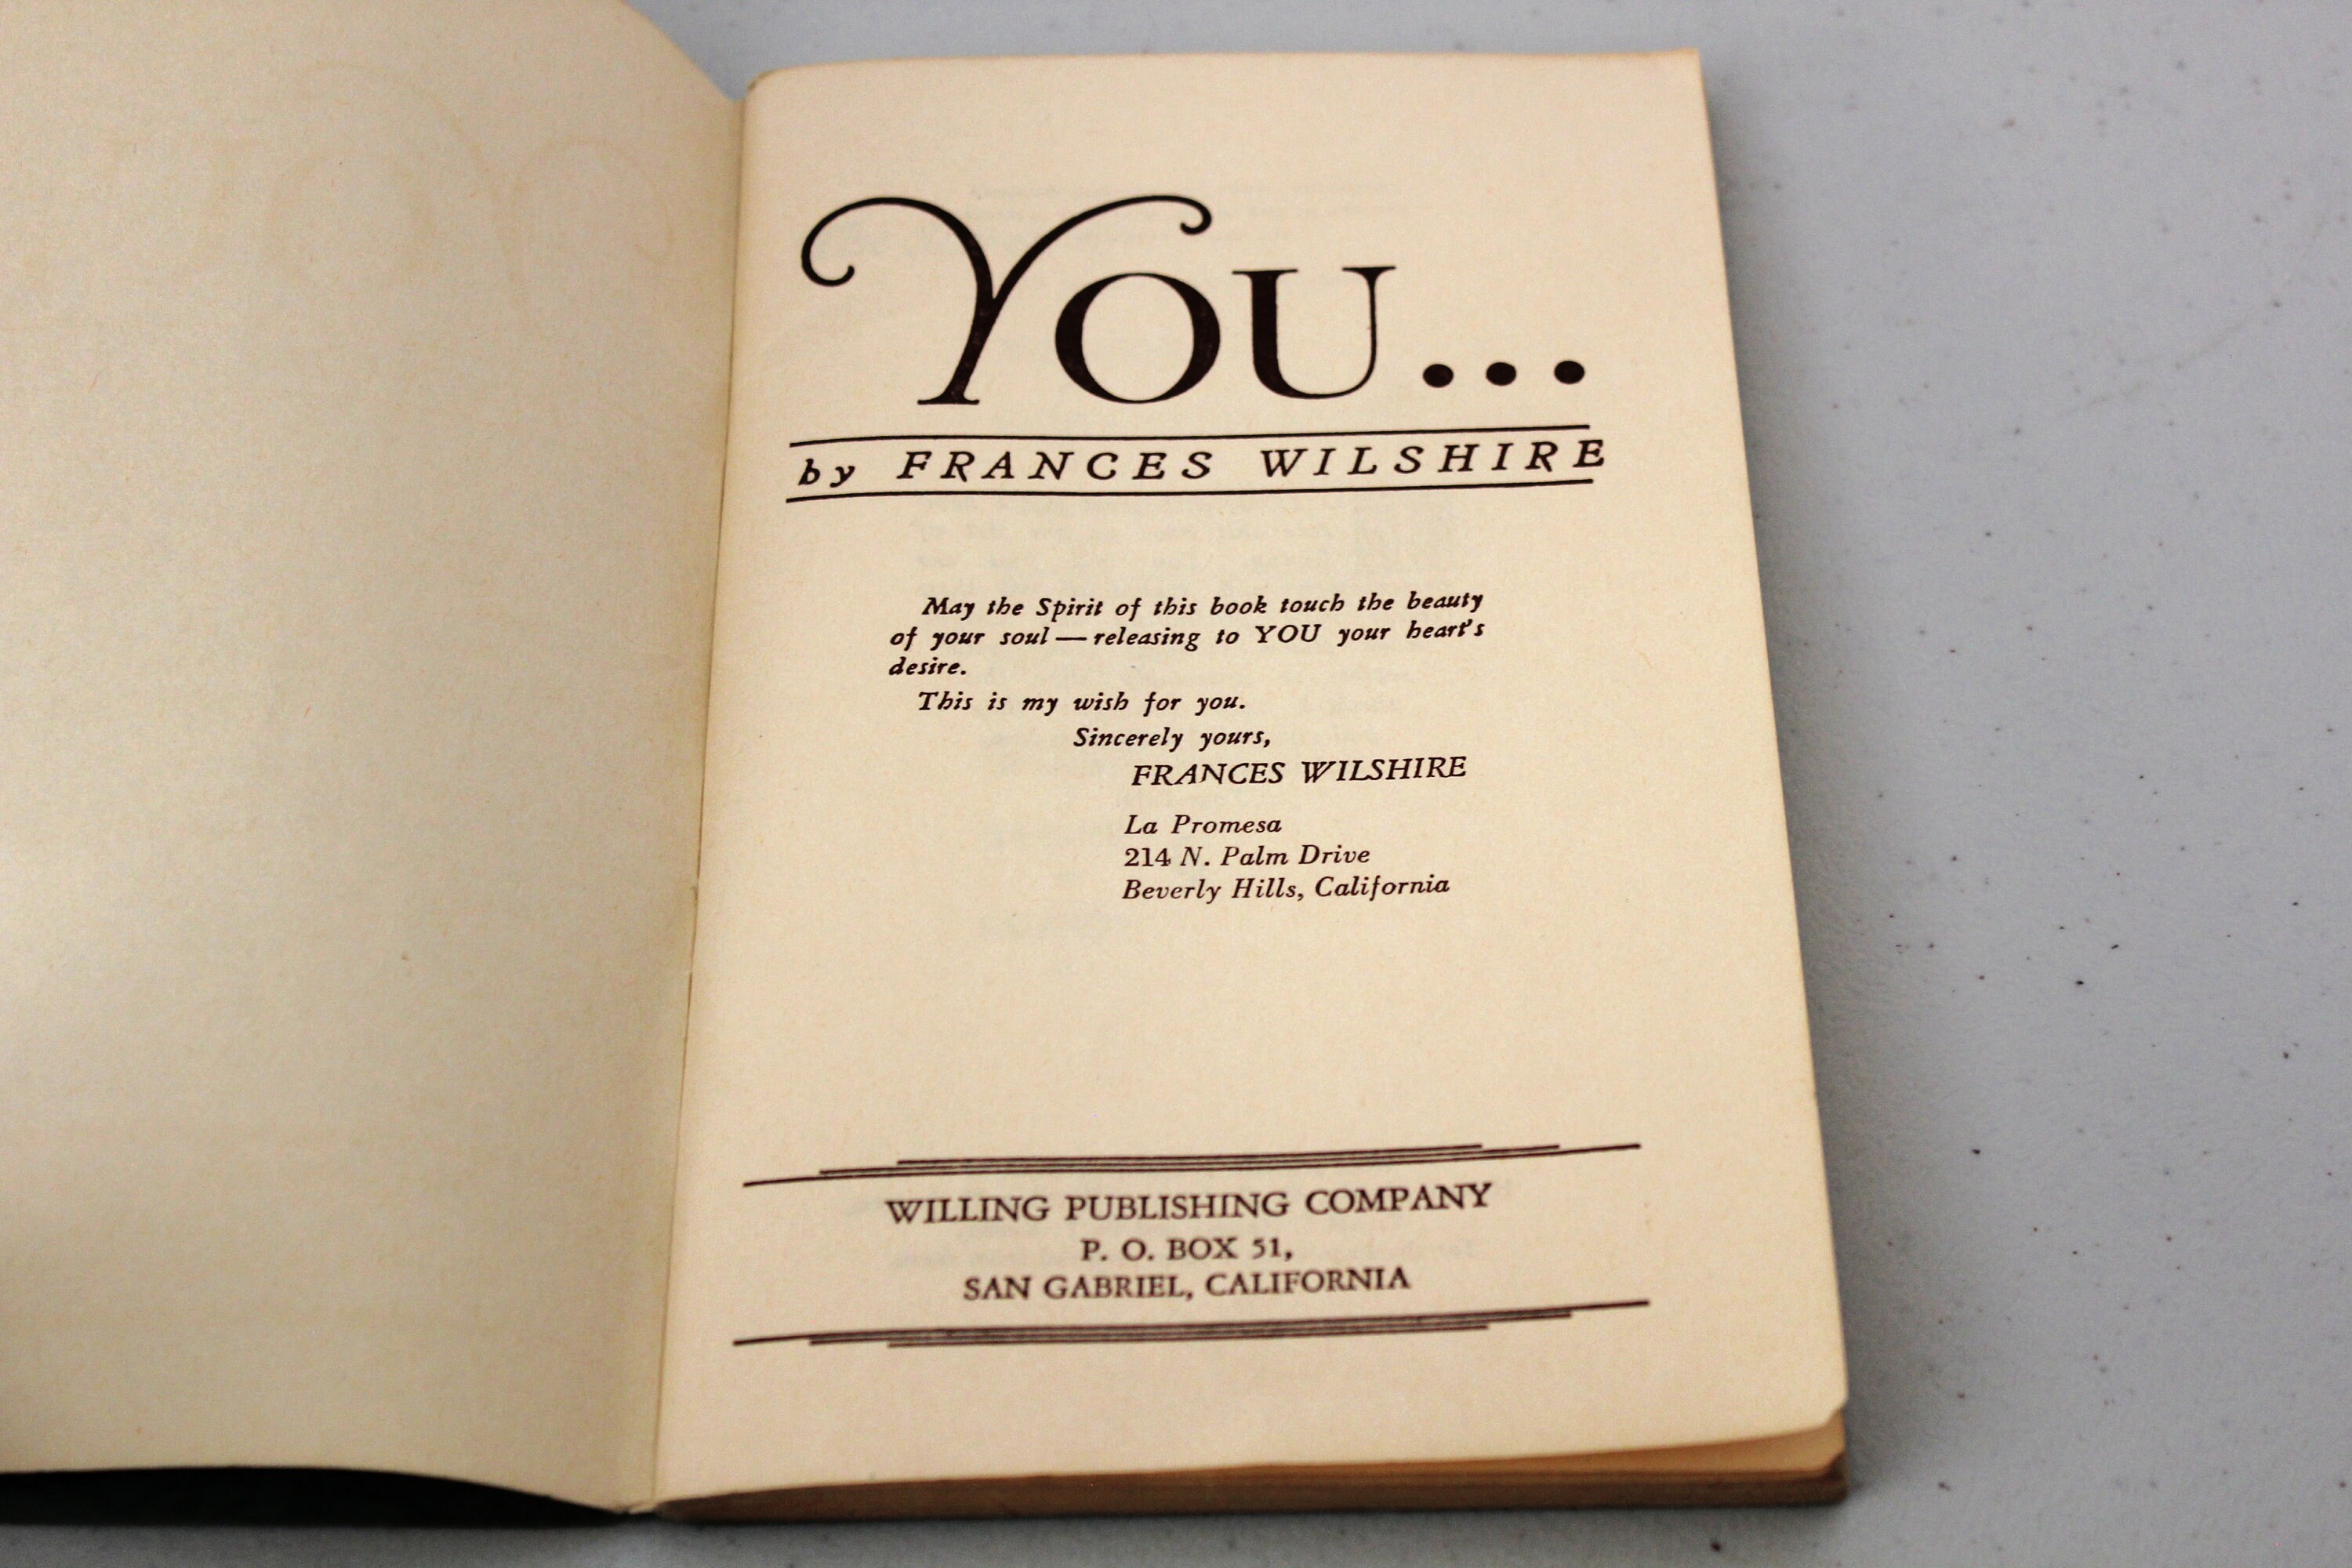 YOU...
by FRANCES WILSHIRE
May the Spirit of this book touch the beauty
of your soul — releasing to YOU your heart's
desire.
This is my wish for you.
Sincerely yours,
FRANCES WILSHIRE
La Promesa
214 N. Palm Drive
Beverly Hills, California
WILLING PUBLISHING COMPANY
P. O. BOX 51,
SAN GABRIEL, CALIFORNIA